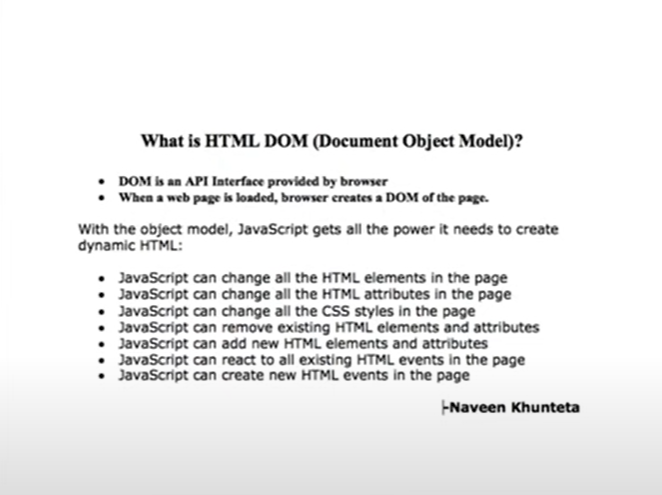 What is HTML DOM (Document Object Model)?
• DOM is an API Interface provided by browser
• When a web page is loaded, browser creates a DOM of the page.
With the object model, JavaScript gets all the power it needs to create
dynamic HTML:
• JavaScript can change all the HTML elements in the page
• JavaScript can change all the HTML attributes in the page
• JavaScript can change all the CSS styles in the page
• JavaScript can remove existing HTML elements and attributes
• JavaScript can add new HTML elements and attributes
• JavaScript can react to all existing HTML events in the page
• JavaScript can create new HTML events in the page
-Naveen Khunteta